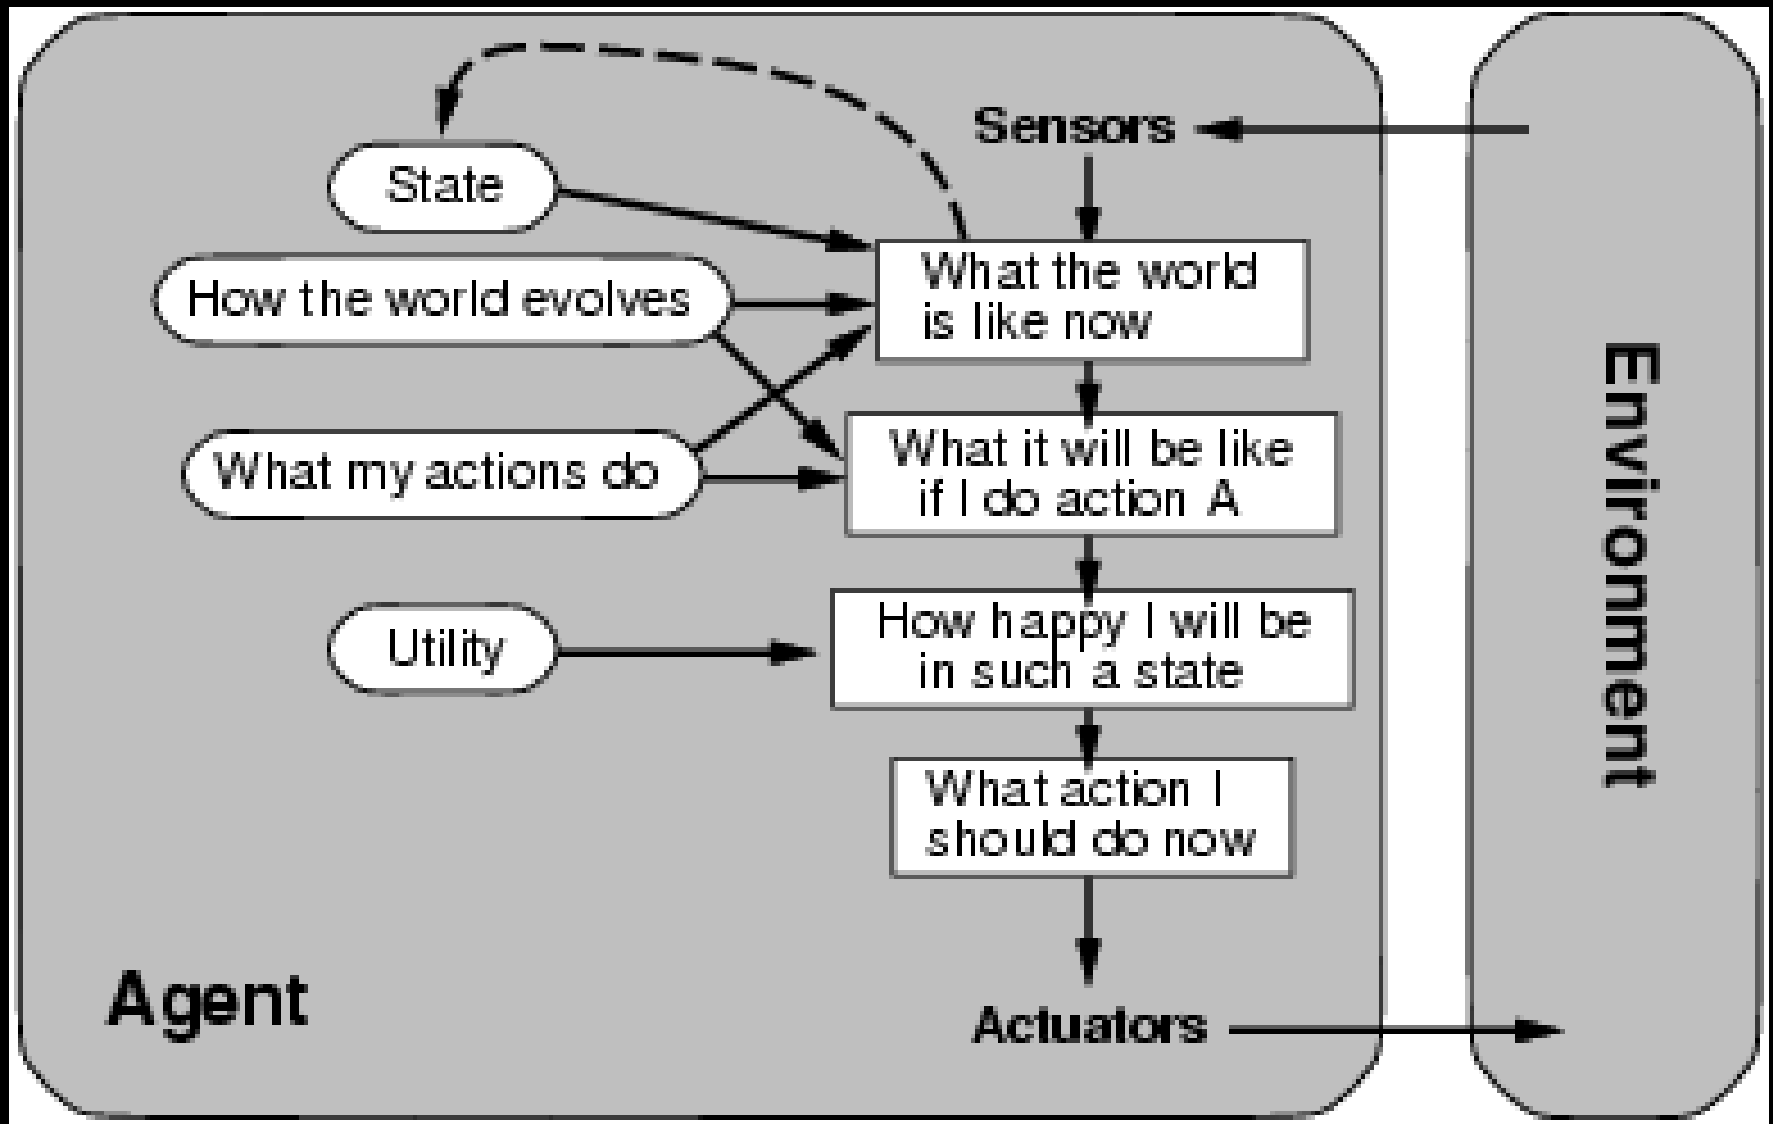 Sensors
State
What the world
is like now
How the world evolves
What my actions do
What it will be like
if I do action A
Utility
How happy I will be
in such a state
What action I
should do now
Agent
Actuators
Environment